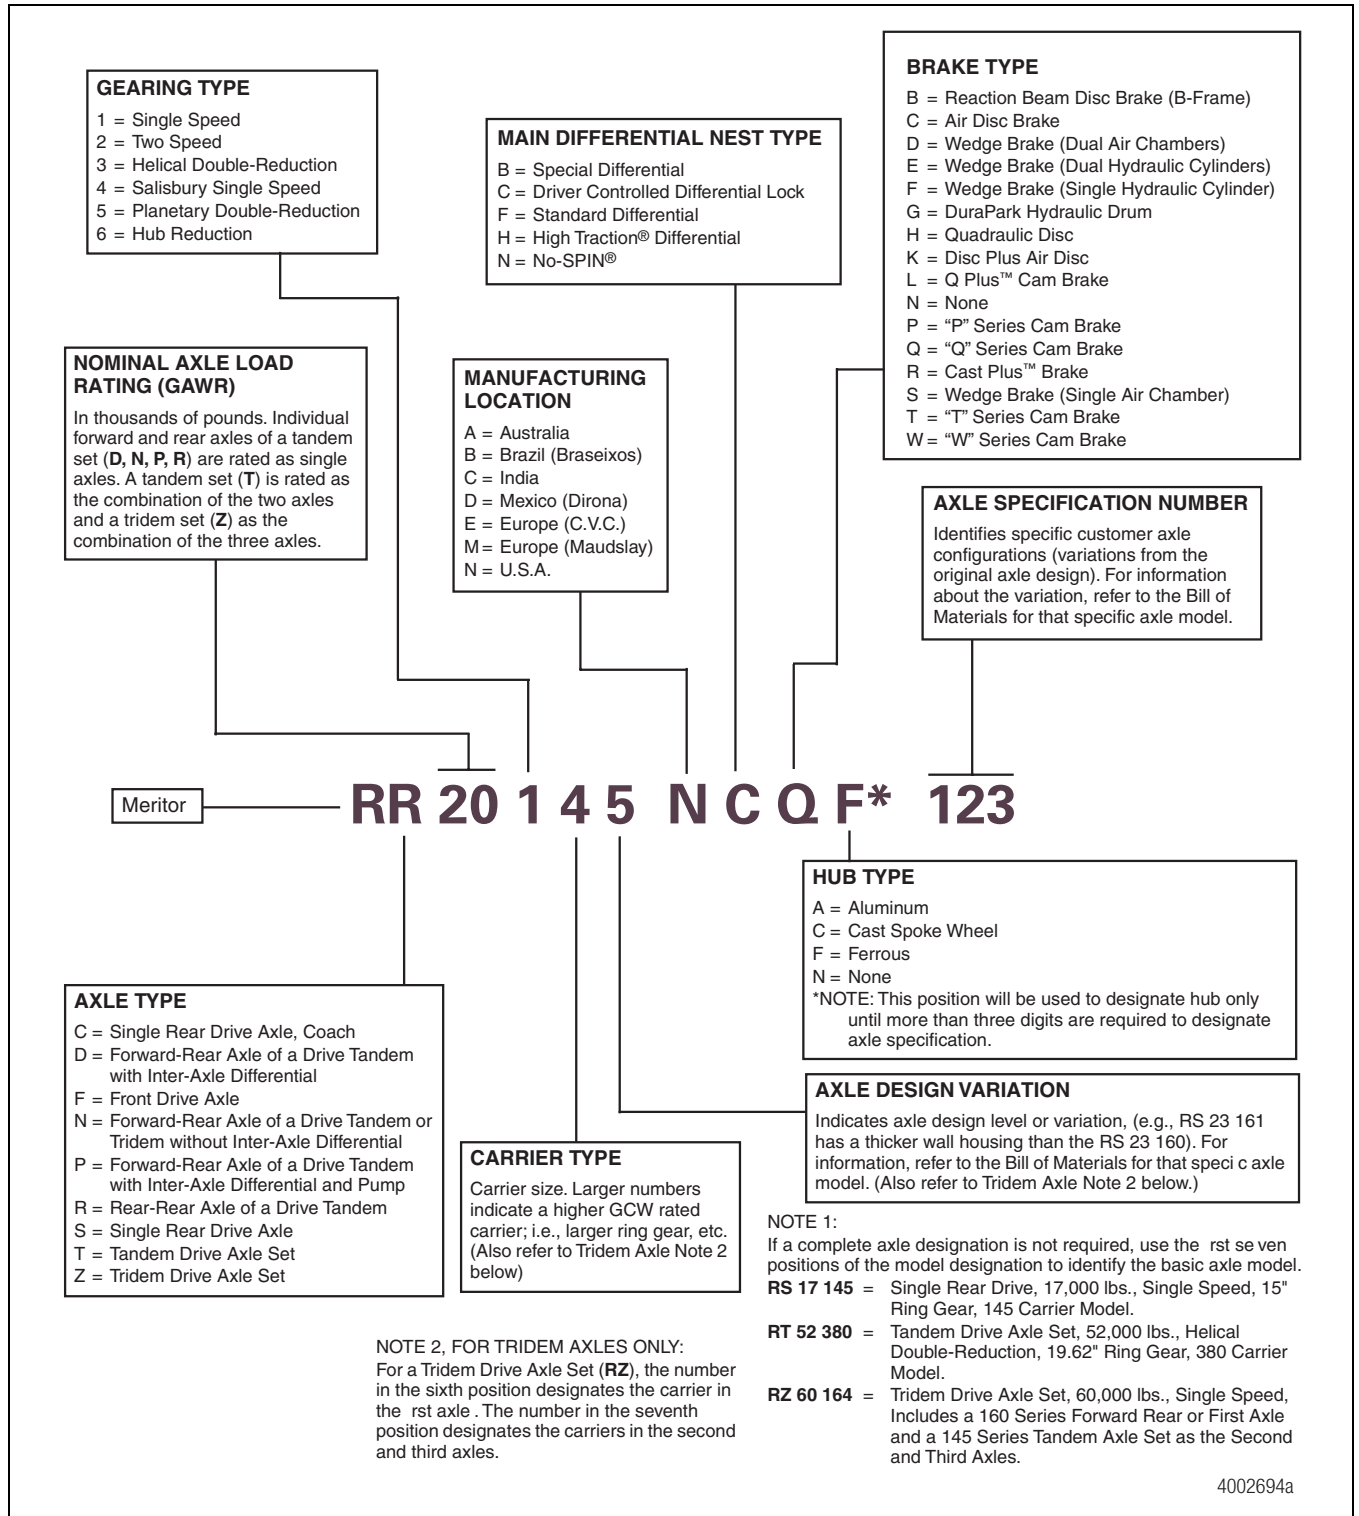 GEARING TYPE
1 = Single Speed
2 = Two Speed
3 = Helical Double-Reduction
4 = Salisbury Single Speed
5 = Planetary Double-Reduction
6 = Hub Reduction
MAIN DIFFERENTIAL NEST TYPE
B = Special Differential
C = Driver Controlled Differential Lock
F = Standard Differential
H = High Traction® Differential
N = No-SPIN®
BRAKE TYPE
B = Reaction Beam Disc Brake (B-Frame)
C = Air Disc Brake
D = Wedge Brake (Dual Air Chambers)
E = Wedge Brake (Dual Hydraulic Cylinders)
F = Wedge Brake (Single Hydraulic Cylinder)
G = DuraPark Hydraulic Drum
H = Quadraulic Disc
K = Disc Plus Air Disc
L = Q Plus™ Cam Brake
N = None
P = “P” Series Cam Brake
Q = “Q” Series Cam Brake
R = Cast Plus™ Brake
S = Wedge Brake (Single Air Chamber)
T = “T” Series Cam Brake
W = “W” Series Cam Brake
NOMINAL AXLE LOAD
RATING (GAWR)
In thousands of pounds. Individual
forward and rear axles of a tandem
set (D, N, P, R) are rated as single
axles. A tandem set (T) is rated as
the combination of the two axles
and a tridem set (Z) as the
combination of the three axles.
MANUFACTURING
LOCATION
A = Australia
B = Brazil (Braseixos)
C = India
D = Mexico (Dirona)
E = Europe (C.V.C.)
M = Europe (Maudslay)
N = U.S.A.
AXLE SPECIFICATION NUMBER
Identifies specific customer axle
configurations (variations from the
original axle design). For information
about the variation, refer to the Bill of
Materials for that specific axle model.
Meritor
RR 20 1 4 5 N C Q F* 123
HUB TYPE
A = Aluminum
C = Cast Spoke Wheel
F = Ferrous
N = None
*NOTE: This position will be used to designate hub only
until more than three digits are required to designate
axle specification.
AXLE TYPE
C = Single Rear Drive Axle, Coach
D = Forward-Rear Axle of a Drive Tandem
with Inter-Axle Differential
F = Front Drive Axle
N = Forward-Rear Axle of a Drive Tandem or
Tridem without Inter-Axle Differential
P = Forward-Rear Axle of a Drive Tandem
with Inter-Axle Differential and Pump
R = Rear-Rear Axle of a Drive Tandem
S = Single Rear Drive Axle
T = Tandem Drive Axle Set
Z = Tridem Drive Axle Set
CARRIER TYPE
Carrier size. Larger numbers
indicate a higher GCW rated
carrier; i.e., larger ring gear, etc.
(Also refer to Tridem Axle Note 2
below)
AXLE DESIGN VARIATION
Indicates axle design level or variation, (e.g., RS 23 161
has a thicker wall housing than the RS 23 160). For
information, refer to the Bill of Materials for that speci c axle
model. (Also refer to Tridem Axle Note 2 below.)
NOTE 1:
If a complete axle designation is not required, use the rst se ven
positions of the model designation to identify the basic axle model.
RS 17 145 = Single Rear Drive, 17,000 lbs., Single Speed, 15"
Ring Gear, 145 Carrier Model.
RT 52 380 = Tandem Drive Axle Set, 52,000 lbs., Helical
Double-Reduction, 19.62" Ring Gear, 380 Carrier
Model.
RZ 60 164 = Tridem Drive Axle Set, 60,000 lbs., Single Speed,
Includes a 160 Series Forward Rear or First Axle
and a 145 Series Tandem Axle Set as the Second
and Third Axles.
NOTE 2, FOR TRIDEM AXLES ONLY:
For a Tridem Drive Axle Set (RZ), the number
in the sixth position designates the carrier in
the rst axle . The number in the seventh
position designates the carriers in the second
and third axles.
4002694a